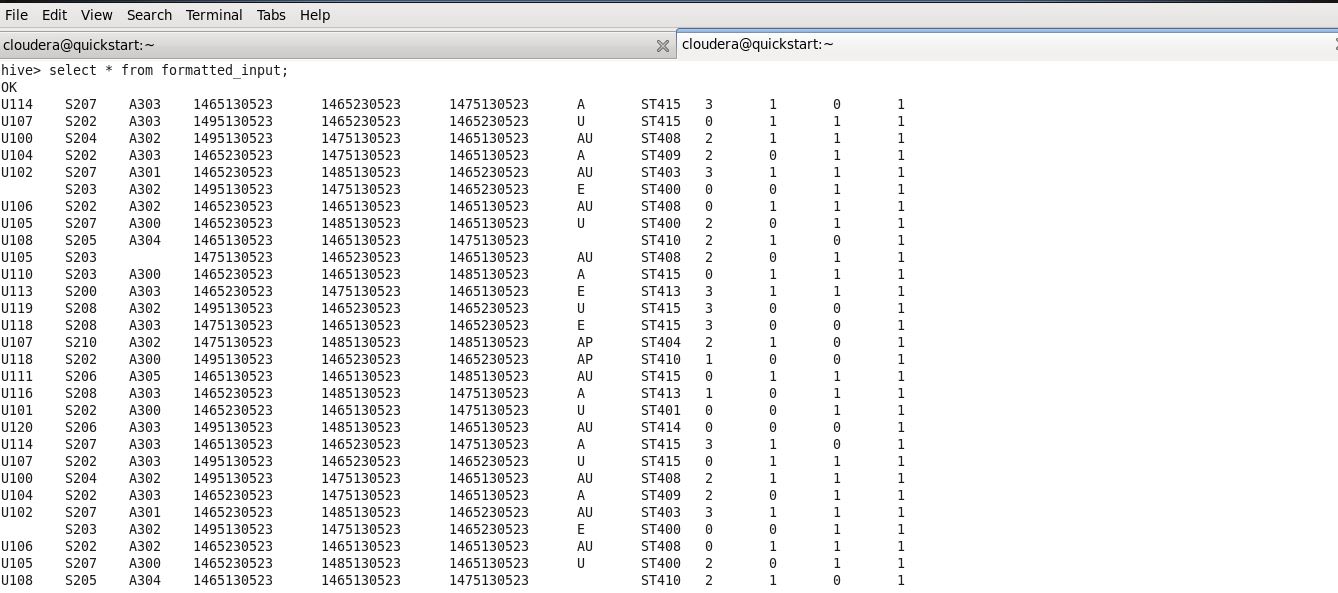 File Edit View Search Terminal Tabs Help
cloudera@quickstart:~ cloudera@quickstart:~
hive> select * from formatted_input;
OK
U114 S207 A303 1465130523 1465230523 1475130523 A ST415 3 1 0 1
U107 S202 A303 1495130523 1465230523 1465230523 U ST415 0 1 1 1
U100 S204 A302 1495130523 1475130523 1465130523 AU ST408 2 1 1 1
U104 S202 A303 1465230523 1475130523 1465130523 A ST409 2 0 1 1
U102 S207 A301 1465230523 1485130523 1465230523 AU ST403 3 1 1 1
S203 A302 1495130523 1475130523 1465230523 E ST400 0 0 1 1
U106 S202 A302 1465230523 1465130523 1465130523 AU ST408 0 1 1 1
U105 S207 A300 1465230523 1485130523 1465130523 U ST400 2 0 1 1
U108 S205 A304 1465130523 1465130523 1475130523 ST410 2 1 0 1
U105 S203 1475130523 1465230523 1465130523 AU ST408 2 0 1 1
U110 S203 A300 1465230523 1465130523 1485130523 A ST415 0 1 1 1
U113 S200 A303 1465230523 1475130523 1465130523 E ST413 3 1 1 1
U119 S208 A302 1495130523 1465230523 1465230523 U ST415 3 0 0 1
U118 S208 A303 1475130523 1465130523 1465230523 E ST415 3 0 0 1
U107 S210 A302 1475130523 1485130523 1485130523 AP ST404 2 1 0 1
U118 S202 A300 1495130523 1465230523 1465230523 AP ST410 1 0 0 1
U111 S206 A305 1465130523 1465130523 1485130523 AU ST415 0 1 1 1
U116 S208 A303 1465230523 1485130523 1475130523 A ST413 1 0 1 1
U101 S202 A300 1465230523 1465130523 1475130523 U ST401 0 0 1 1
U120 S206 A303 1495130523 1485130523 1465130523 AU ST414 0 0 0 1
U114 S207 A303 1465130523 1465230523 1475130523 A ST415 3 1 0 1
U107 S202 A303 1495130523 1465230523 1465230523 U ST415 0 1 1 1
U100 S204 A302 1495130523 1475130523 1465130523 AU ST408 2 1 1 1
U104 S202 A303 1465230523 1475130523 1465130523 A ST409 2 0 1 1
U102 S207 A301 1465230523 1485130523 1465230523 AU ST403 3 1 1 1
S203 A302 1495130523 1475130523 1465230523 E ST400 0 0 1 1
U106 S202 A302 1465230523 1465130523 1465130523 AU ST408 0 1 1 1
U105 S207 A300 1465230523 1485130523 1465130523 U ST400 2 0 1 1
U108 S205 A304 1465130523 1465130523 1475130523 ST410 2 1 0 1